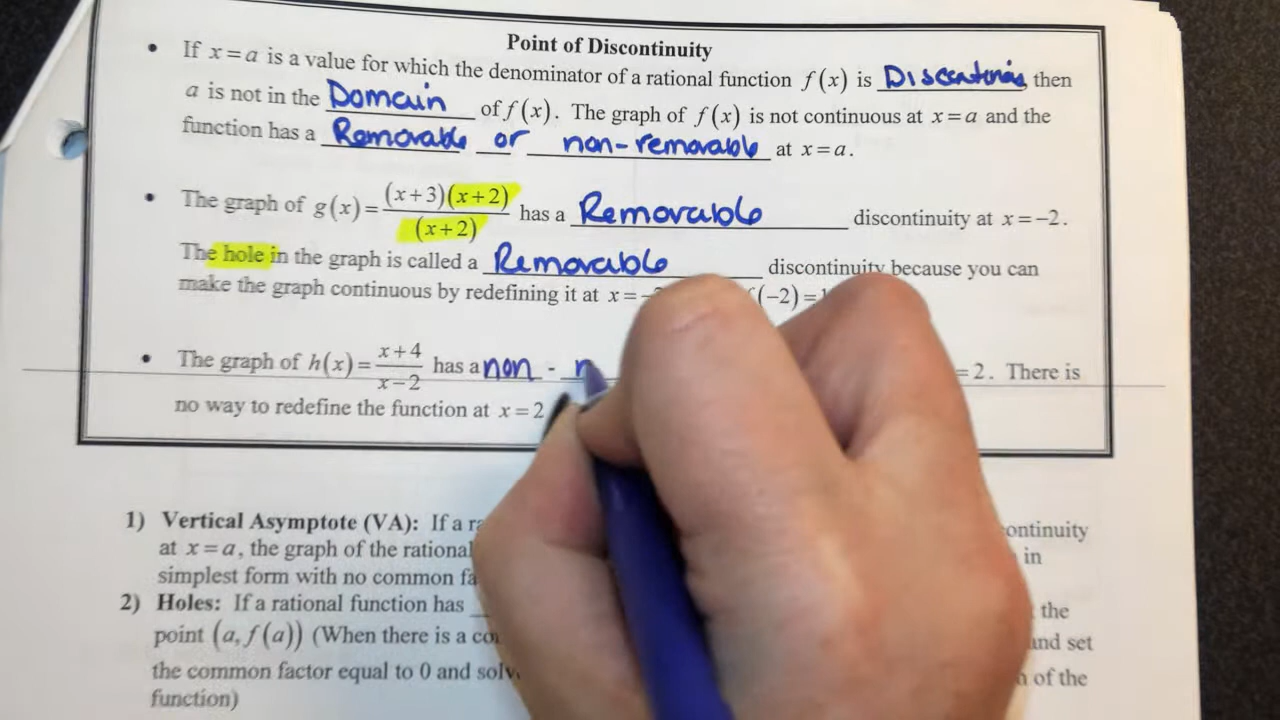 Point of Discontinuity
• If x = a is a value for which the denominator of a rational function f(x) is then
a is not in the Domain of f(x). The graph of f(x) is not continuous at x = a and the
function has a Removable or non-removable at x = a.
• The graph of g(x) = (x+3)(x+2)/(x+2) has a Removable discontinuity at x = -2.
The hole in the graph is called a Removable discontinuity because you can
make the graph continuous by redefining it at x = (-2) =
• The graph of h(x) = x+4/x-2 has a non - = 2. There is
no way to redefine the function at x = 2
1) Vertical Asymptote (VA): If a
at x = a, the graph of the rational in
simplest form with no common
2) Holes: If a rational function has the
point (a, f(a)) (When there is a and set
the common factor equal to 0 and of the
function)